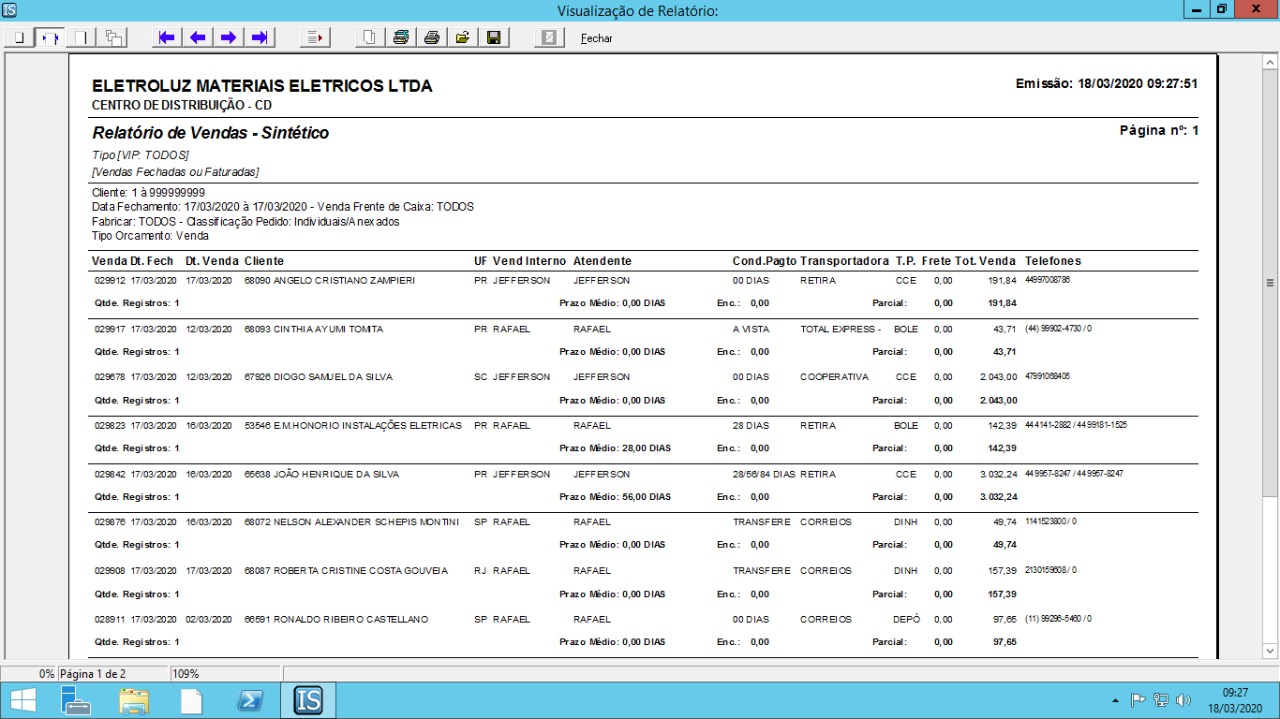 Visualização de Relatório:
Fechar
ELETROLUZ MATERIAIS ELETRICOS LTDA Emissão: 18/03/2020 09:27:51
CENTRO DE DISTRIBUIÇÃO - CD
Relatório de Vendas - Sintético Página nº: 1
Tipo [VIP: TODOS]
[Vendas Fechadas ou Faturadas]
Cliente: 1 à 999999999
Data Fechamento: 17/03/2020 à 17/03/2020 - Venda Frente de Caixa: TODOS
Fabricar: TODOS - Classificação Pedido: Individuais/Anexados
Tipo Orcamento: Venda
Venda Dt. Fech Dt. Venda Cliente UF Vend Interno Atendente Cond.Pagto Transportadora T.P. Frete Tot. Venda Telefones
029912 17/03/2020 17/03/2020 68090 ANGELO CRISTIANO ZAMPIERI PR JEFFERSON JEFFERSON 00 DIAS RETIRA CCE 0,00 191,84 44997008786
Qtde. Registros: 1 Prazo Médio: 0,00 DIAS Enc.: 0,00 Parcial: 0,00 191,84
029917 17/03/2020 12/03/2020 68093 CINTHIA AYUMI TOMITA PR RAFAEL RAFAEL A VISTA TOTAL EXPRESS - BOLE 0,00 43,71 (44) 99902-4730 / 0
Qtde. Registros: 1 Prazo Médio: 0,00 DIAS Enc.: 0,00 Parcial: 0,00 43,71
029678 17/03/2020 12/03/2020 67926 DIOGO SAMUEL DA SILVA SC JEFFERSON JEFFERSON 00 DIAS COOPERATIVA CCE 0,00 2.043,00 47991068405
Qtde. Registros: 1 Prazo Médio: 0,00 DIAS Enc.: 0,00 Parcial: 0,00 2.043,00
029823 17/03/2020 16/03/2020 53546 E.M.HONORIO INSTALAÇÕES ELETRICAS PR RAFAEL RAFAEL 28 DIAS RETIRA BOLE 0,00 142,39 44 4141-2882 / 44 99181-1525
Qtde. Registros: 1 Prazo Médio: 28,00 DIAS Enc.: 0,00 Parcial: 0,00 142,39
029842 17/03/2020 16/03/2020 65638 JOÃO HENRIQUE DA SILVA PR JEFFERSON JEFFERSON 28/56/84 DIAS RETIRA CCE 0,00 3.032,24 44 9957-8247 / 44 9957-8247
Qtde. Registros: 1 Prazo Médio: 56,00 DIAS Enc.: 0,00 Parcial: 0,00 3.032,24
029876 17/03/2020 16/03/2020 68072 NELSON ALEXANDER SCHEPIS MONTINI SP RAFAEL RAFAEL TRANSFERE CORREIOS DINH 0,00 49,74 1141523800 / 0
Qtde. Registros: 1 Prazo Médio: 0,00 DIAS Enc.: 0,00 Parcial: 0,00 49,74
029908 17/03/2020 17/03/2020 68087 ROBERTA CRISTINE COSTA GOUVEIA RJ RAFAEL RAFAEL TRANSFERE CORREIOS DINH 0,00 157,39 2130159608 / 0
Qtde. Registros: 1 Prazo Médio: 0,00 DIAS Enc.: 0,00 Parcial: 0,00 157,39
028911 17/03/2020 02/03/2020 66591 RONALDO RIBEIRO CASTELLANO SP RAFAEL RAFAEL 00 DIAS CORREIOS DEPÓ 0,00 97,65 (11) 99296-5460 / 0
Qtde. Registros: 1 Prazo Médio: 0,00 DIAS Enc.: 0,00 Parcial: 0,00 97,65
0% Página 1 de 2 109%
IS
09:27
18/03/2020